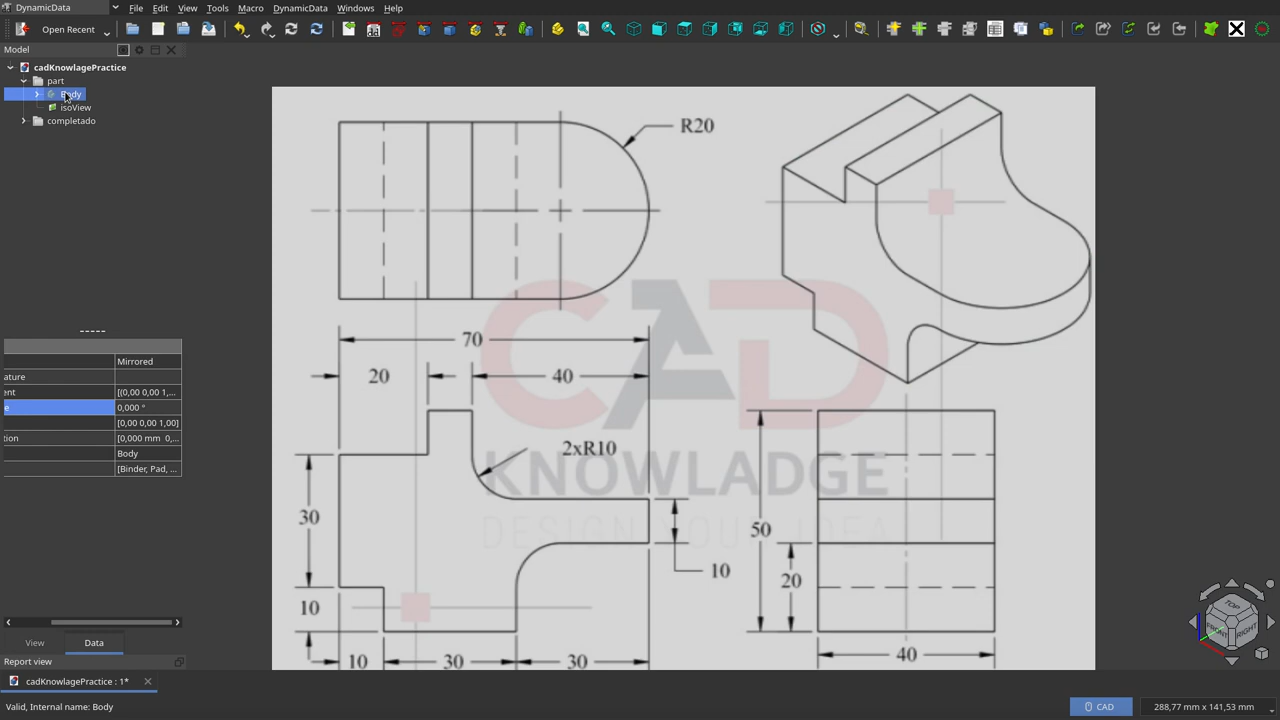 DynamicData
File Edit View Tools Macro DynamicData Windows Help
Open Recent
Model
cadKnowlagePractice
part
Body
isoView
completado
Mirrored
ature
ent [(0,00 0,00 1,...
e 0,000 °
[0,00 0,00 1,00]
tion [0,000 mm 0,...
Body
[Binder, Pad, ...
View Data
Report view
R20
70
20 40
2xR10
30
10
10
10 30 30
50
20
40
CAD
KNOWLADGE
DESIGN YOUR IDEA
TOP
FRONT
RIGHT
cadKnowlagePractice : 1*
Valid, Internal name: Body
CAD
288,77 mm x 141,53 mm